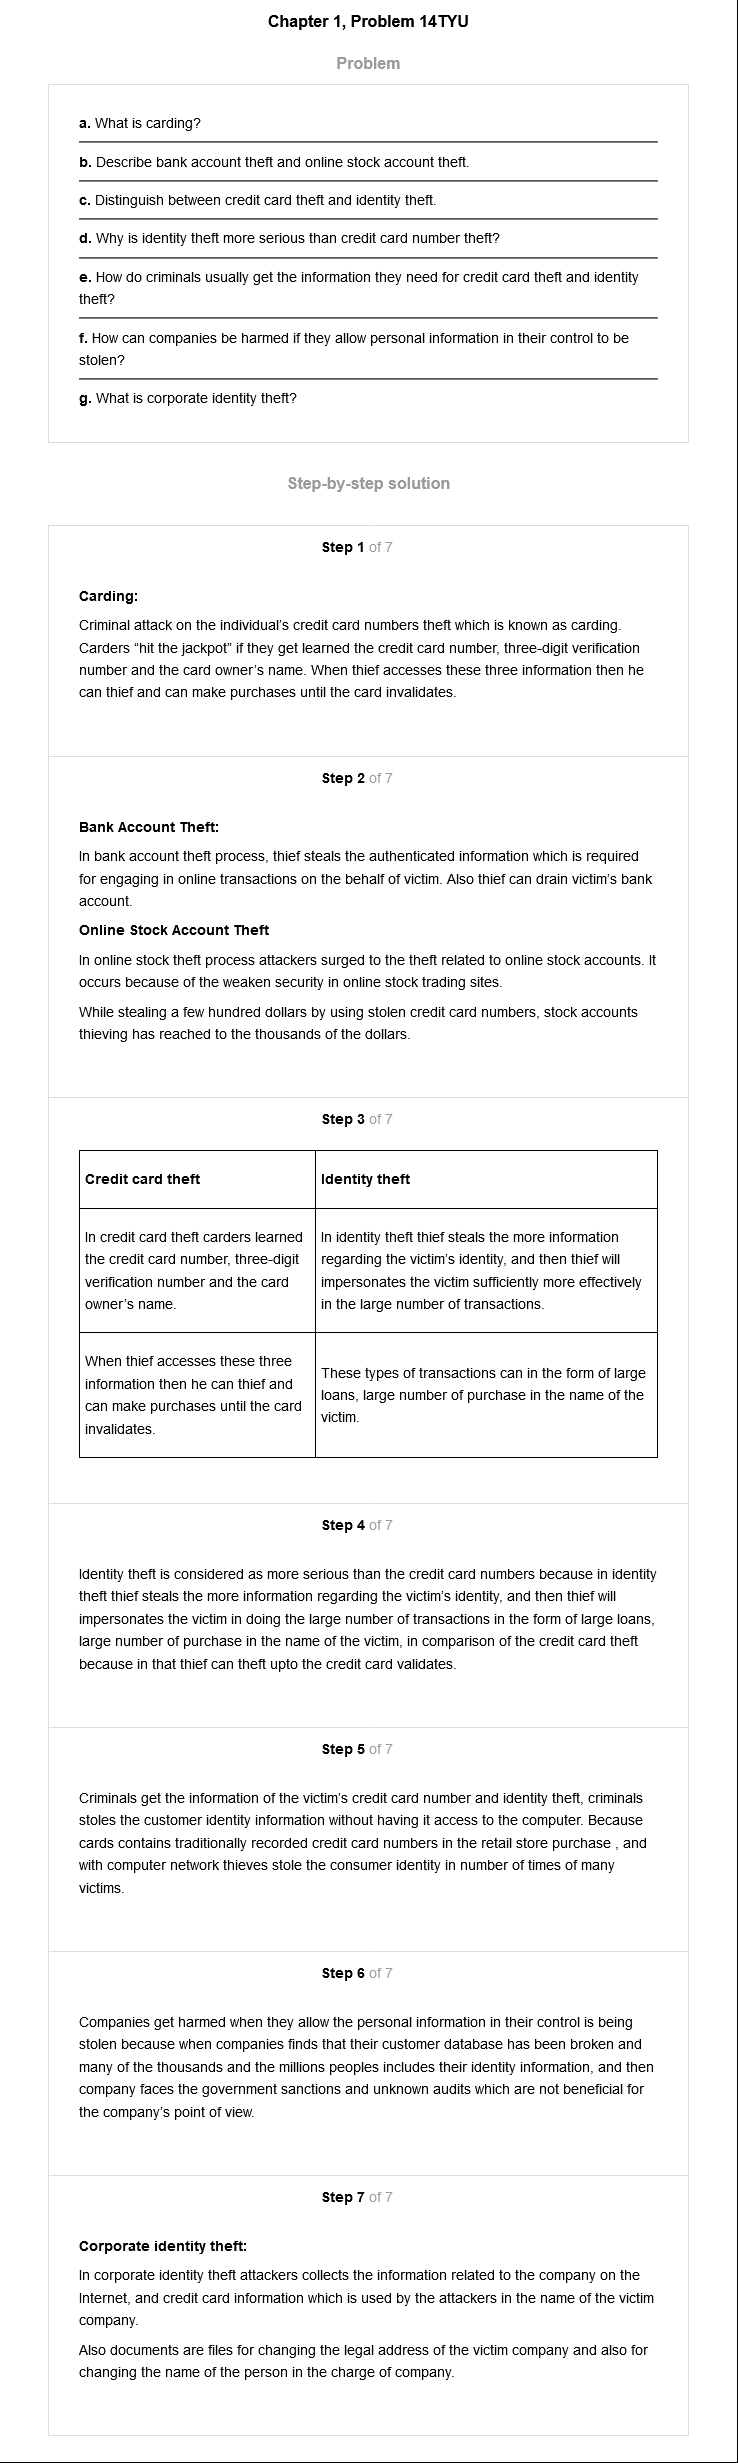 Chapter 1, Problem 14TYU
Problem
a. What is carding?
b. Describe bank account theft and online stock account theft.
c. Distinguish between credit card theft and identity theft.
d. Why is identity theft more serious than credit card number theft?
e. How do criminals usually get the information they need for credit card theft and identity
theft?
f. How can companies be harmed if they allow personal information in their control to be
stolen?
g. What is corporate identity theft?
Step-by-step solution
Step 1 of 7
Carding:
Criminal attack on the individual's credit card numbers theft which is known as carding.
Carders “hit the jackpot” if they get learned the credit card number, three-digit verification
number and the card owner's name. When thief accesses these three information then he
can thief and can make purchases until the card invalidates.
Step 2 of 7
Bank Account Theft:
In bank account theft process, thief steals the authenticated information which is required
for engaging in online transactions on the behalf of victim. Also thief can drain victim's bank
account.
Online Stock Account Theft
In online stock theft process attackers surged to the theft related to online stock accounts. It
occurs because of the weaken security in online stock trading sites.
While stealing a few hundred dollars by using stolen credit card numbers, stock accounts
thieving has reached to the thousands of the dollars.
Step 3 of 7
Credit card theft
Identity theft
In credit card theft carders learned
the credit card number, three-digit
verification number and the card
owner's name.
In identity theft thief steals the more information
regarding the victim's identity, and then thief will
impersonates the victim sufficiently more effectively
in the large number of transactions.
When thief accesses these three
information then he can thief and
can make purchases until the card
invalidates.
These types of transactions can in the form of large
loans, large number of purchase in the name of the
victim.
Step 4 of 7
Identity theft is considered as more serious than the credit card numbers because in identity
theft thief steals the more information regarding the victim's identity, and then thief will
impersonates the victim in doing the large number of transactions in the form of large loans,
large number of purchase in the name of the victim, in comparison of the credit card theft
because in that thief can theft upto the credit card validates.
Step 5 of 7
Criminals get the information of the victim's credit card number and identity theft, criminals
stoles the customer identity information without having it access to the computer. Because
cards contains traditionally recorded credit card numbers in the retail store purchase , and
with computer network thieves stole the consumer identity in number of times of many
victims.
Step 6 of 7
Companies get harmed when they allow the personal information in their control is being
stolen because when companies finds that their customer database has been broken and
many of the thousands and the millions peoples includes their identity information, and then
company faces the government sanctions and unknown audits which are not beneficial for
the company's point of view.
Step 7 of 7
Corporate identity theft:
In corporate identity theft attackers collects the information related to the company on the
Internet, and credit card information which is used by the attackers in the name of the victim
company.
Also documents are files for changing the legal address of the victim company and also for
changing the name of the person in the charge of company.